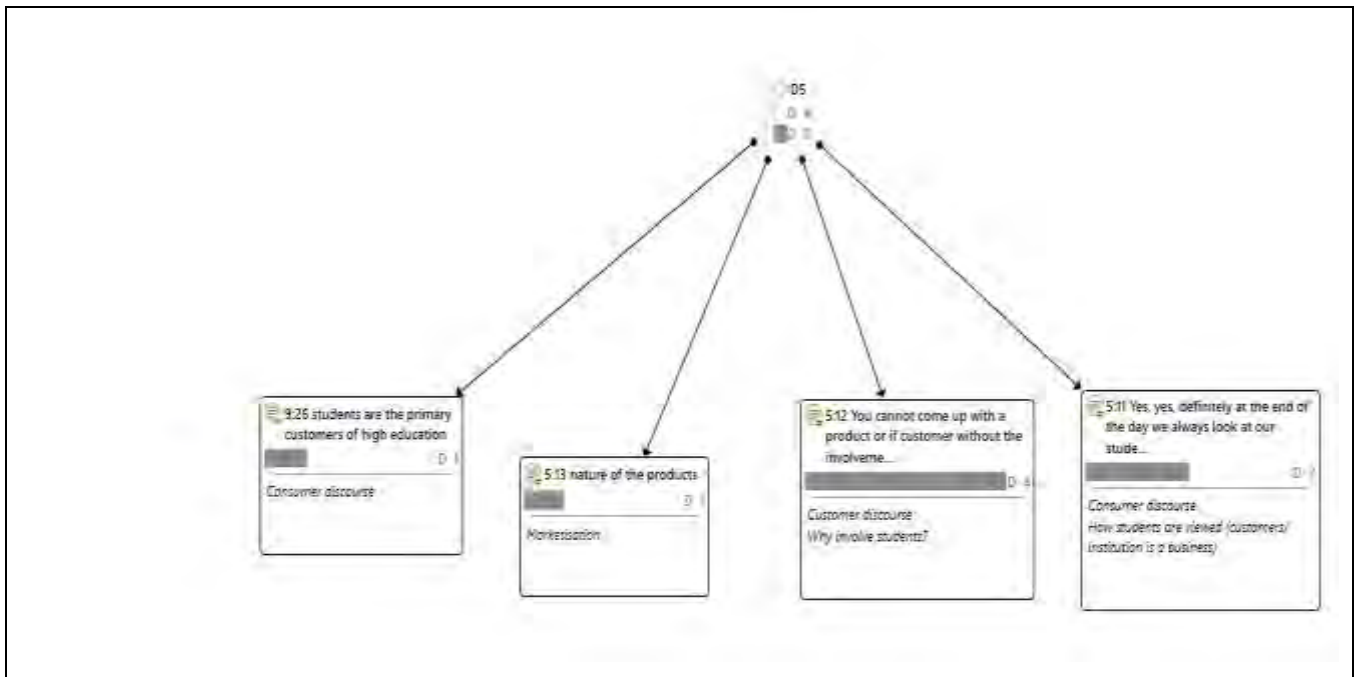 05
9:26 students are the primary
customers of high education
D
Consumer discourse
5:13 nature of the products
D
Marketisation
5:12 You cannot come up with a
product or if customer without the
involveme...
D
Customer discourse
Why involve students?
5:11 Yes, yes, definitely at the end of
the day we always look at our
stude...
D
Consumer discourse
How students are viewed (customers/
institution is a business)